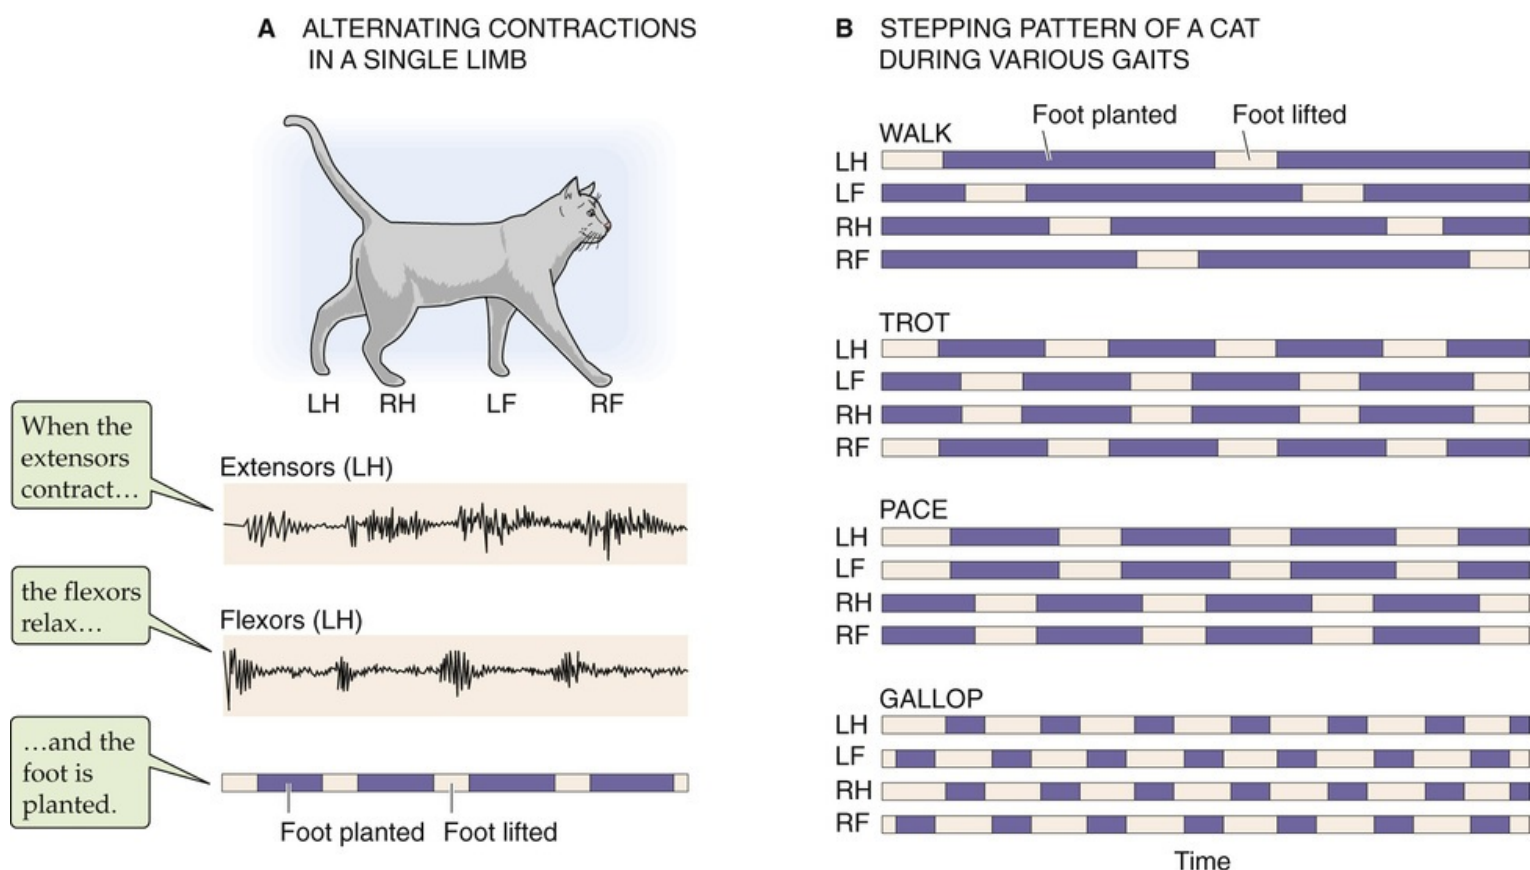 A ALTERNATING CONTRACTIONS
IN A SINGLE LIMB
LH RH LF RF
When the
extensors
contract…
Extensors (LH)
the flexors
relax…
Flexors (LH)
…and the
foot is
planted.
Foot planted Foot lifted
B STEPPING PATTERN OF A CAT
DURING VARIOUS GAITS
Foot planted Foot lifted
WALK
LH
LF
RH
RF
TROT
LH
LF
RH
RF
PACE
LH
LF
RH
RF
GALLOP
LH
LF
RH
RF
Time